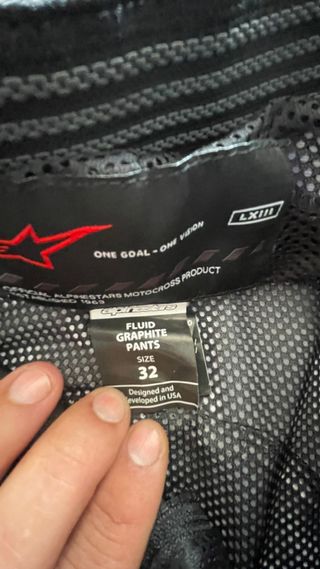 LXIII
ONE GOAL - ONE VISION
ALPINESTARS MOTOCROSS PRODUCT
1963
alpinestars
FLUID
GRAPHITE
PANTS
SIZE
32
Designed and
eveloped in USA